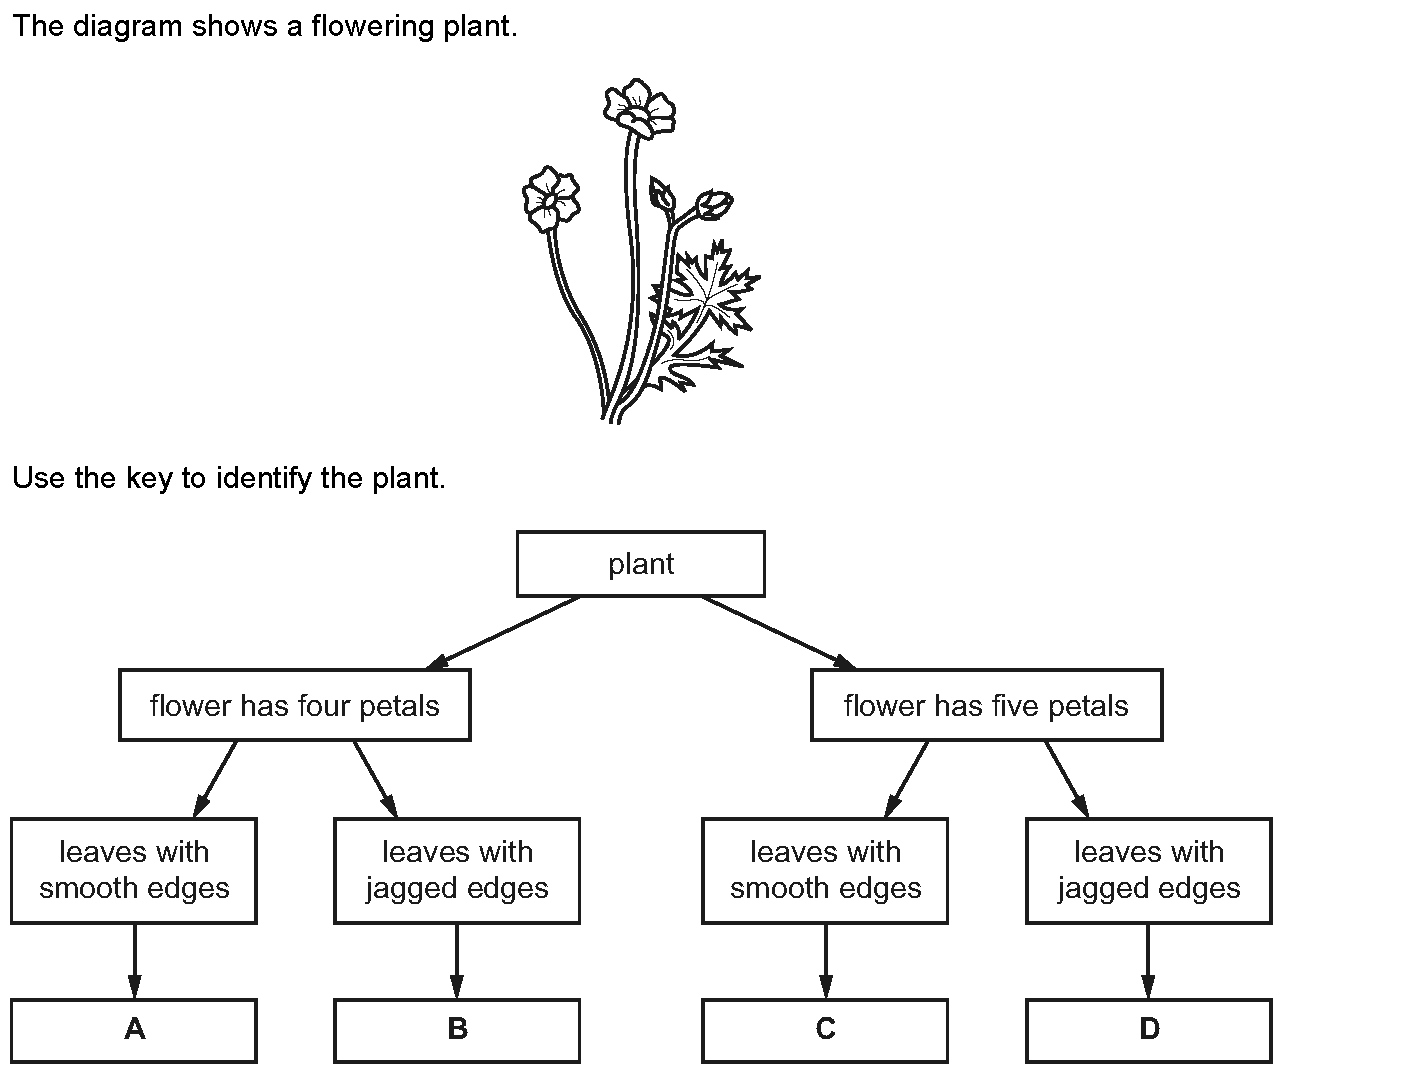 The diagram shows a flowering plant.
Use the key to identify the plant.
plant
flower has four petals
flower has five petals
leaves with
smooth edges
leaves with
jagged edges
leaves with
smooth edges
leaves with
jagged edges
A
B
C
D